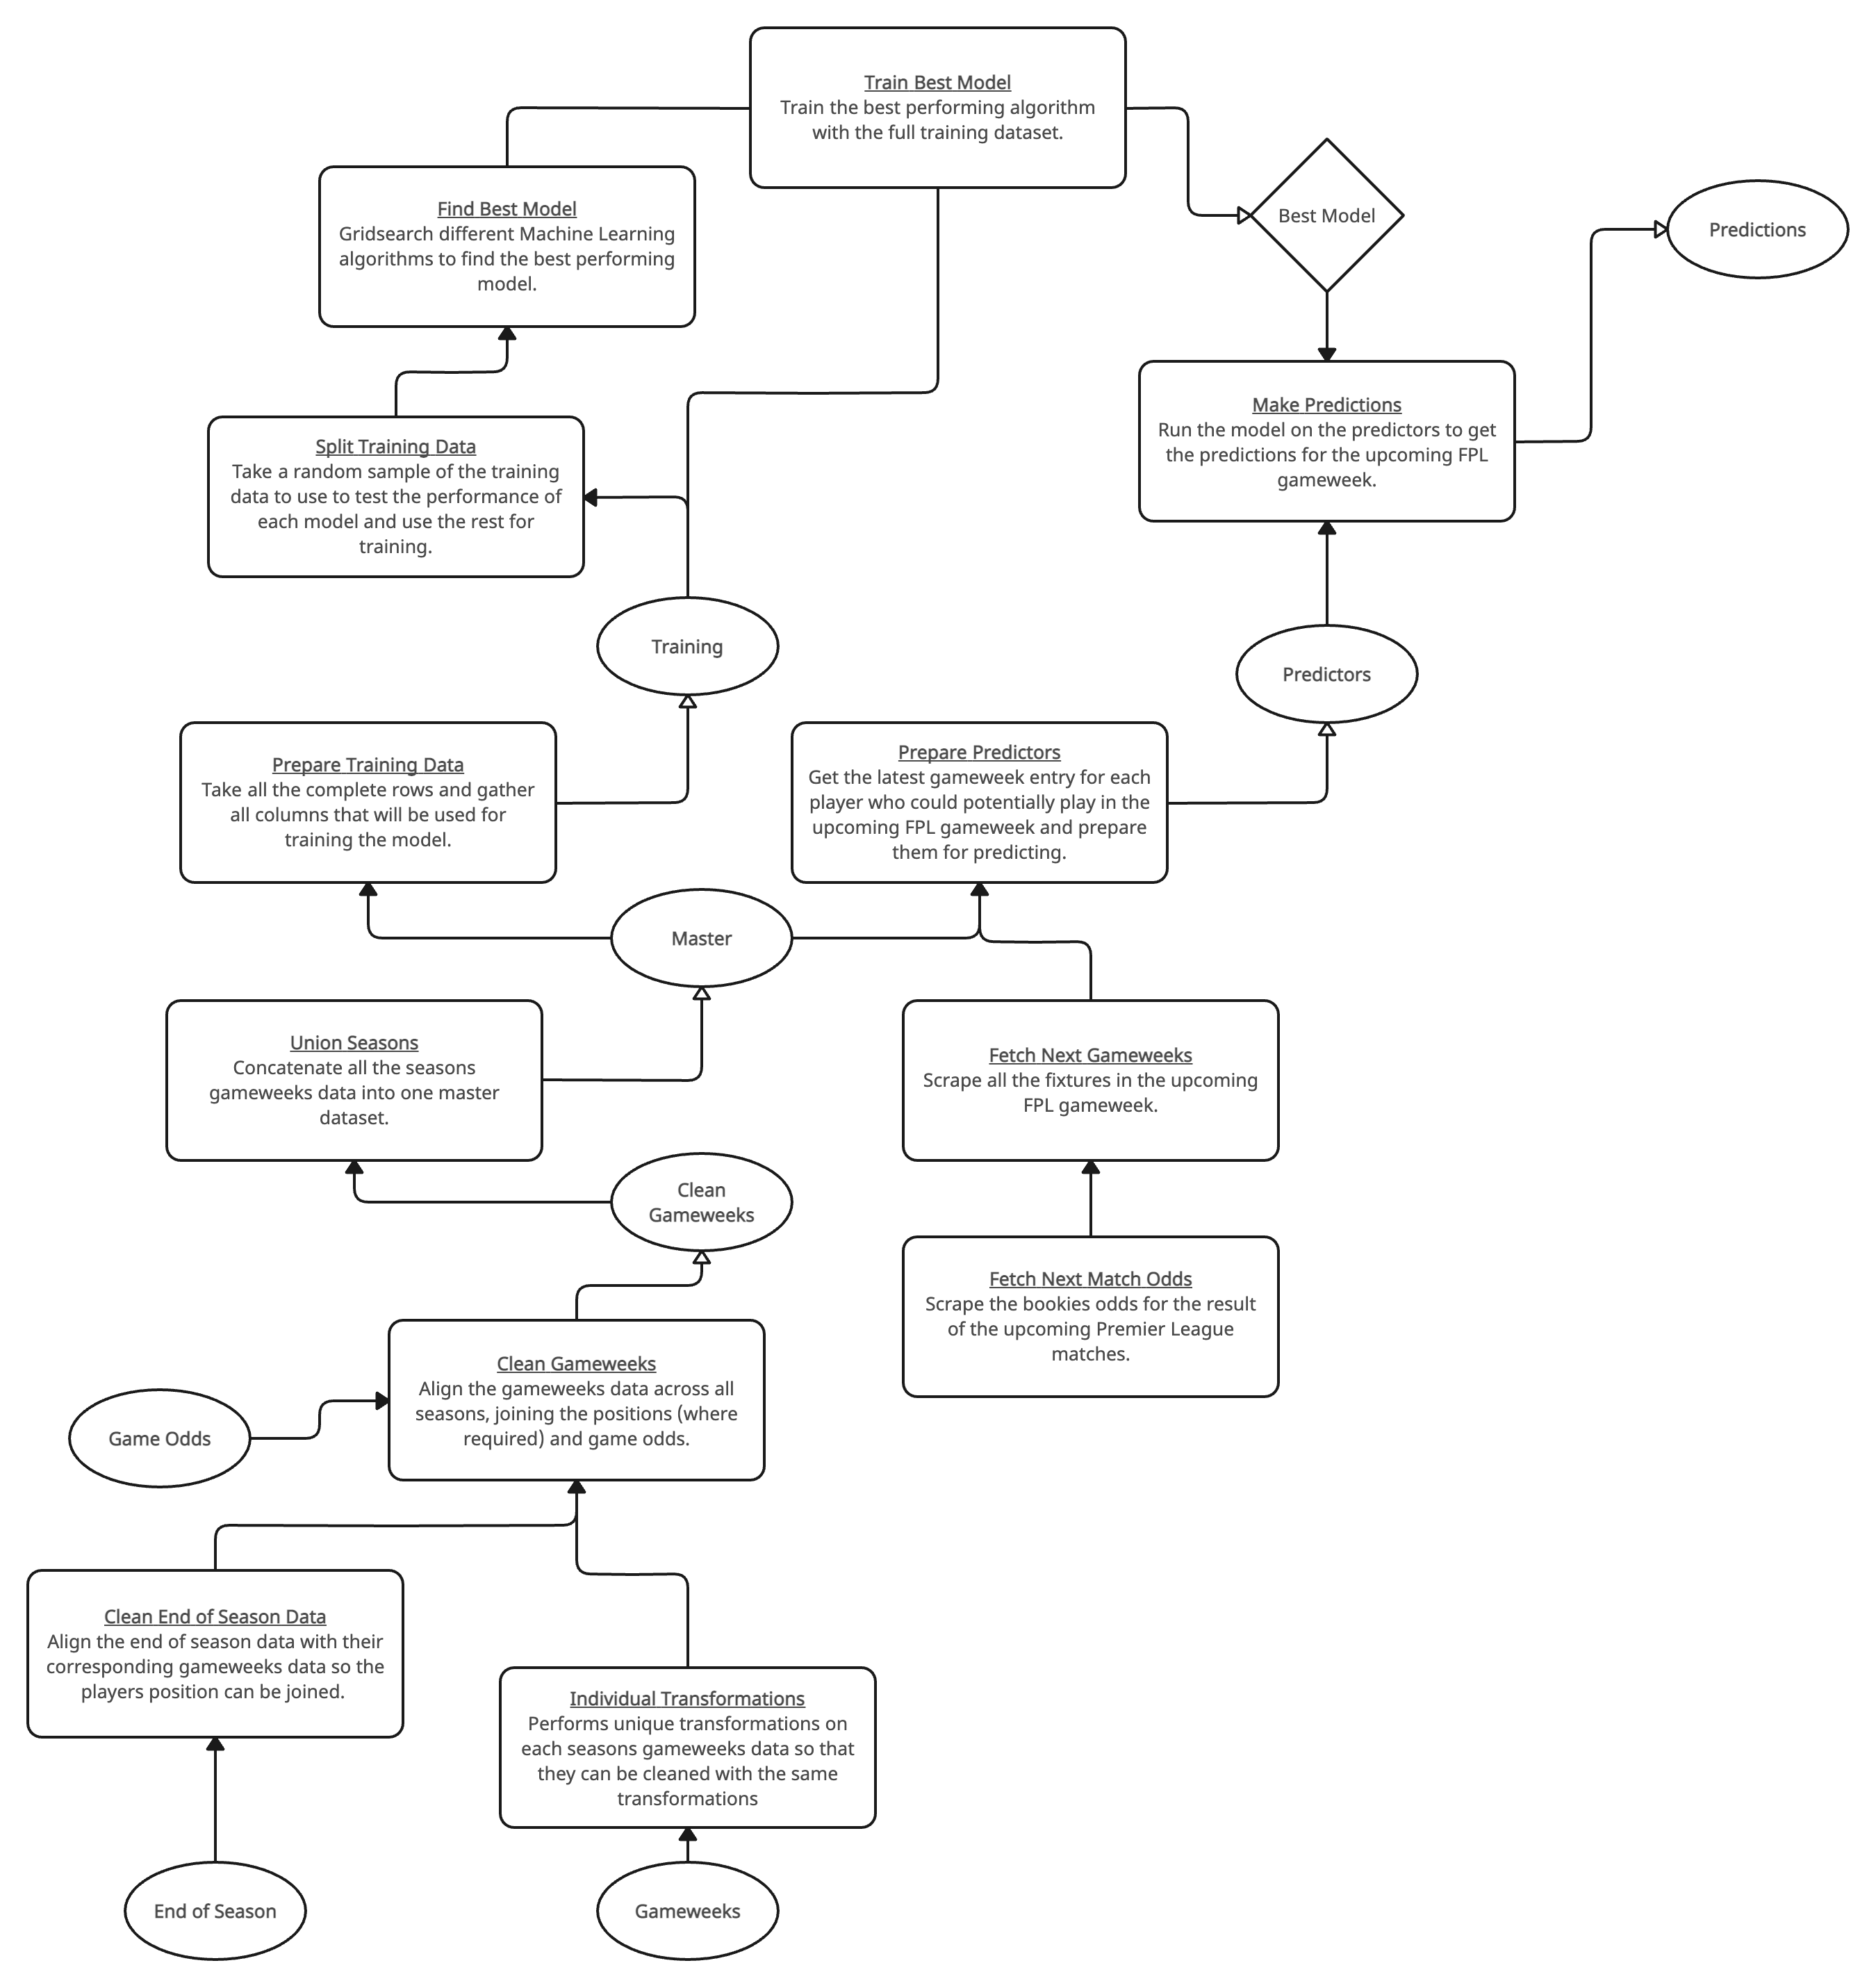 Train Best Model
Train the best performing algorithm
with the full training dataset.
Find Best Model
Gridsearch different Machine Learning
algorithms to find the best performing
model.
Best Model
Predictions
Split Training Data
Take a random sample of the training
data to use to test the performance of
each model and use the rest for
training.
Make Predictions
Run the model on the predictors to get
the predictions for the upcoming FPL
gameweek.
Training
Predictors
Prepare Training Data
Take all the complete rows and gather
all columns that will be used for
training the model.
Prepare Predictors
Get the latest gameweek entry for each
player who could potentially play in the
upcoming FPL gameweek and prepare
them for predicting.
Master
Union Seasons
Concatenate all the seasons
gameweeks data into one master
dataset.
Fetch Next Gameweeks
Scrape all the fixtures in the upcoming
FPL gameweek.
Clean
Gameweeks
Fetch Next Match Odds
Scrape the bookies odds for the result
of the upcoming Premier League
matches.
Clean Gameweeks
Align the gameweeks data across all
seasons, joining the positions (where
required) and game odds.
Game Odds
Clean End of Season Data
Align the end of season data with their
corresponding gameweeks data so the
players position can be joined.
Individual Transformations
Performs unique transformations on
each seasons gameweeks data so that
they can be cleaned with the same
transformations
End of Season
Gameweeks